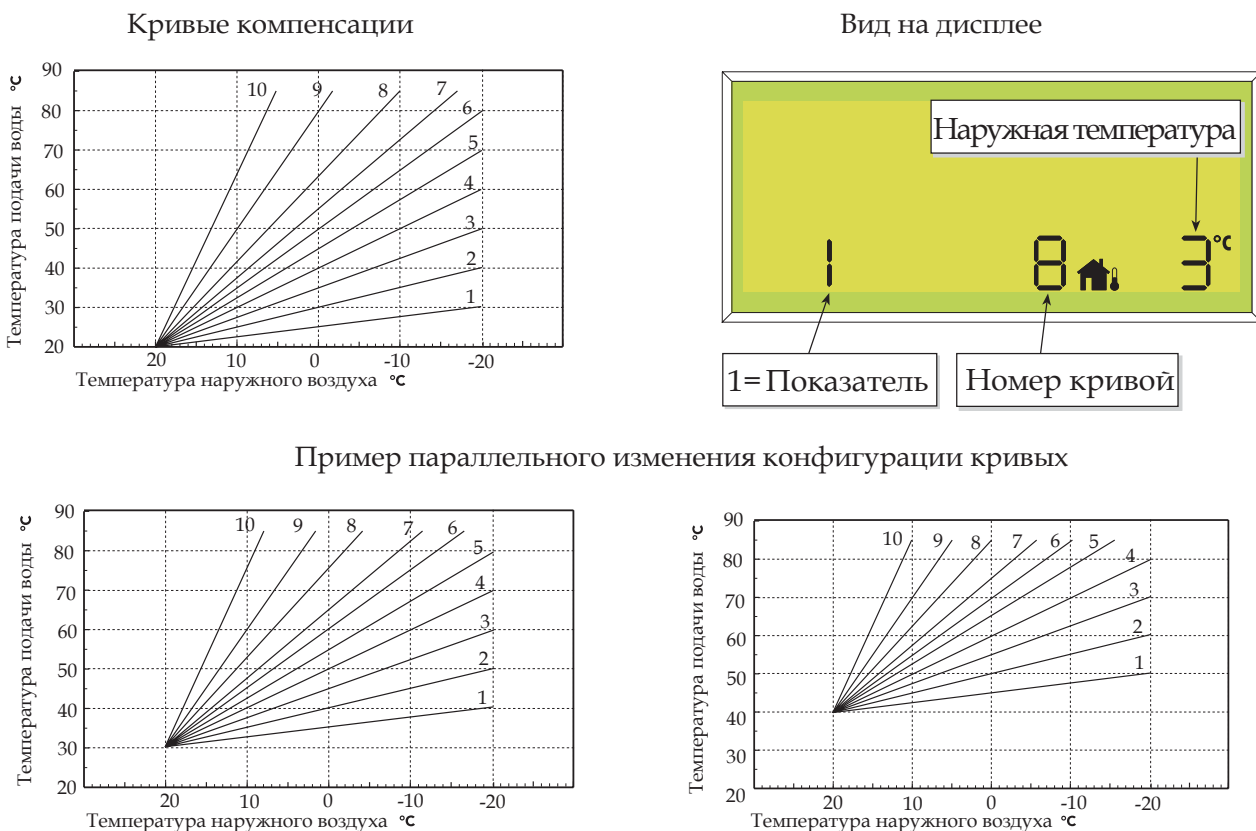 Кривые компенсации
Вид на дисплее
Температура подачи воды °C
90
80
70
60
50
40
30
20
10
9
8
7
6
5
4
3
2
1
20 10 0 -10 -20
Температура наружного воздуха °C
Наружная температура
1 8 3 °C
1= Показатель
Номер кривой
Пример параллельного изменения конфигурации кривых
Температура подачи воды °C
90
80
70
60
50
40
30
20
10 9 8 7 6
5
4
3
2
1
20 10 0 -10 -20
Температура наружного воздуха °C
Температура подачи воды °C
90
80
70
60
50
40
30
20
10 9 8 7 6 5
4
3
2
1
20 10 0 -10 -20
Температура наружного воздуха °C